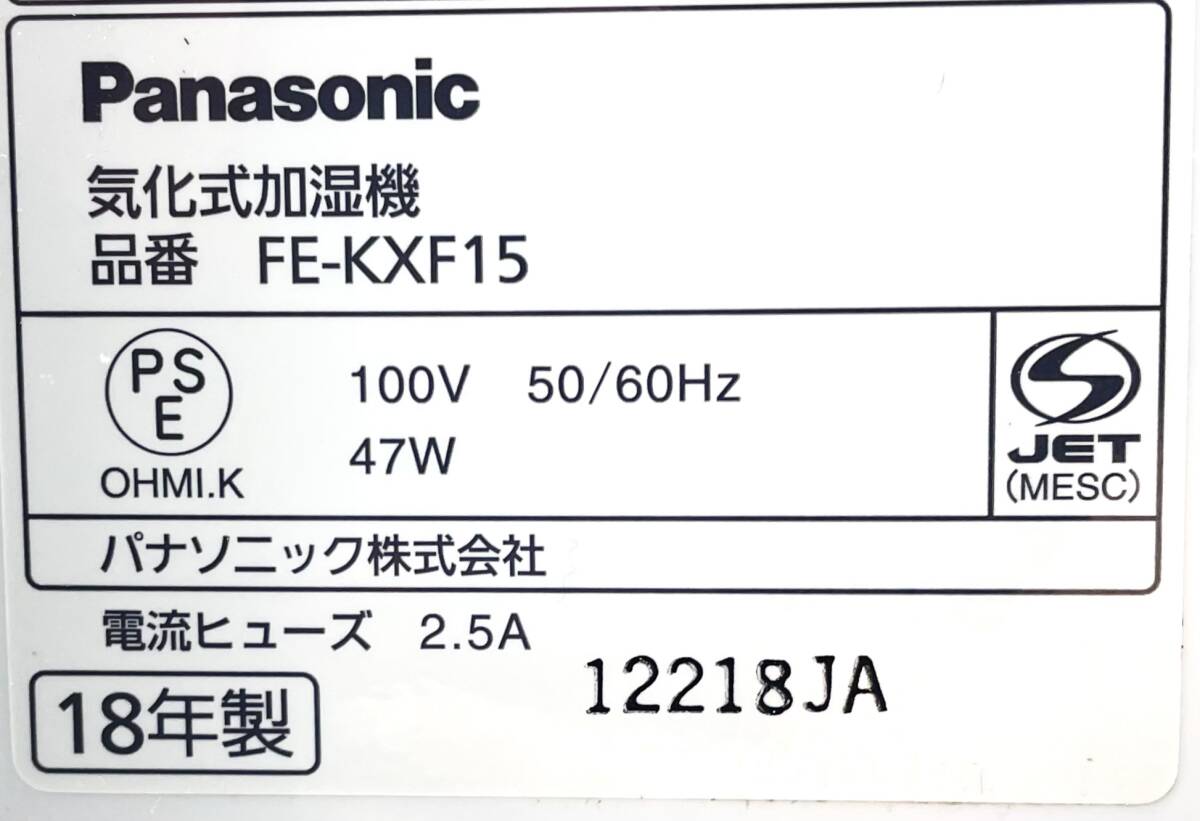 Panasonic
気化式加湿機
品番 FE-KXF15
PS
E
OHMI.K
100V 50/60Hz
47W
JET
(MESC)
パナソニック株式会社
電流ヒューズ 2.5A
12218JA
18年製